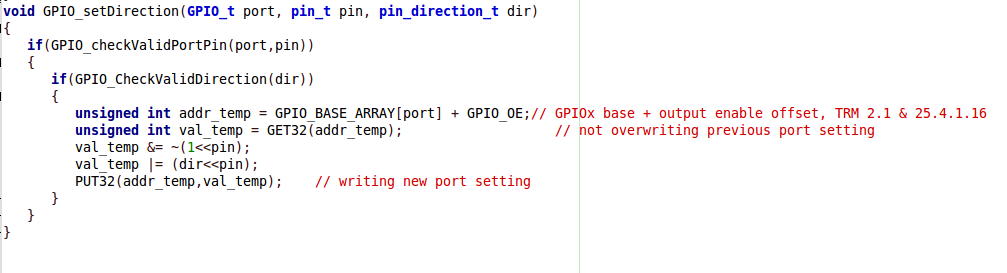 void GPIO_setDirection(GPIO_t port, pin_t pin, pin_direction_t dir)
{
if(GPIO_checkValidPortPin(port,pin))
{
if(GPIO_CheckValidDirection(dir))
{
unsigned int addr_temp = GPIO_BASE_ARRAY[port] + GPIO_OE;// GPIOx base + output enable offset, TRM 2.1 & 25.4.1.16
unsigned int val_temp = GET32(addr_temp); // not overwriting previous port setting
val_temp &= ~(1<<pin);
val_temp |= (dir<<pin);
PUT32(addr_temp,val_temp); // writing new port setting
}
}
}